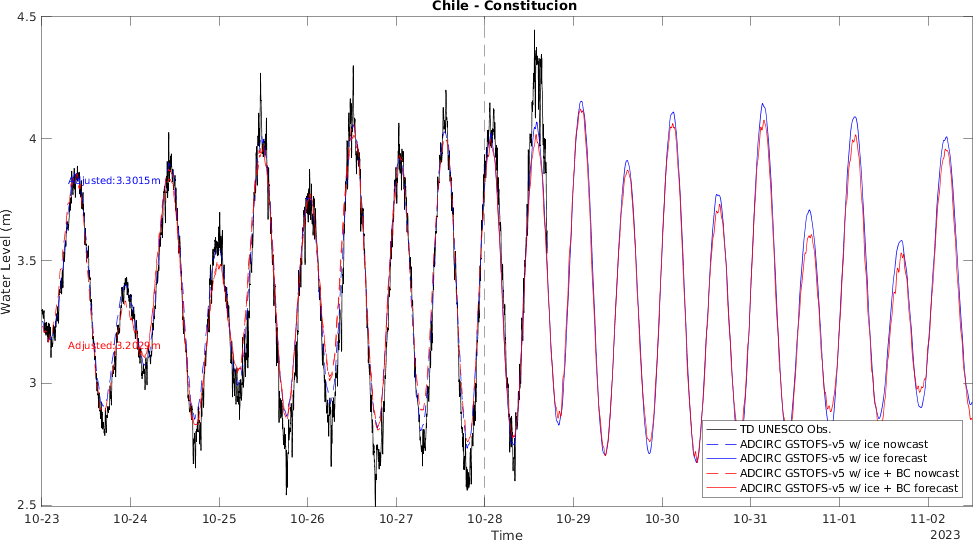 Chile - Constitucion
4.5
4
3.5
3
2.5
Water Level (m)
Adjusted:3.3015m
Adjusted:3.2029m
TD UNESCO Obs.
ADCIRC GSTOFS-v5 w/ ice nowcast
ADCIRC GSTOFS-v5 w/ ice forecast
ADCIRC GSTOFS-v5 w/ ice + BC nowcast
ADCIRC GSTOFS-v5 w/ ice + BC forecast
10-23 10-24 10-25 10-26 10-27 10-28 10-29 10-30 10-31 11-01 11-02
Time
2023